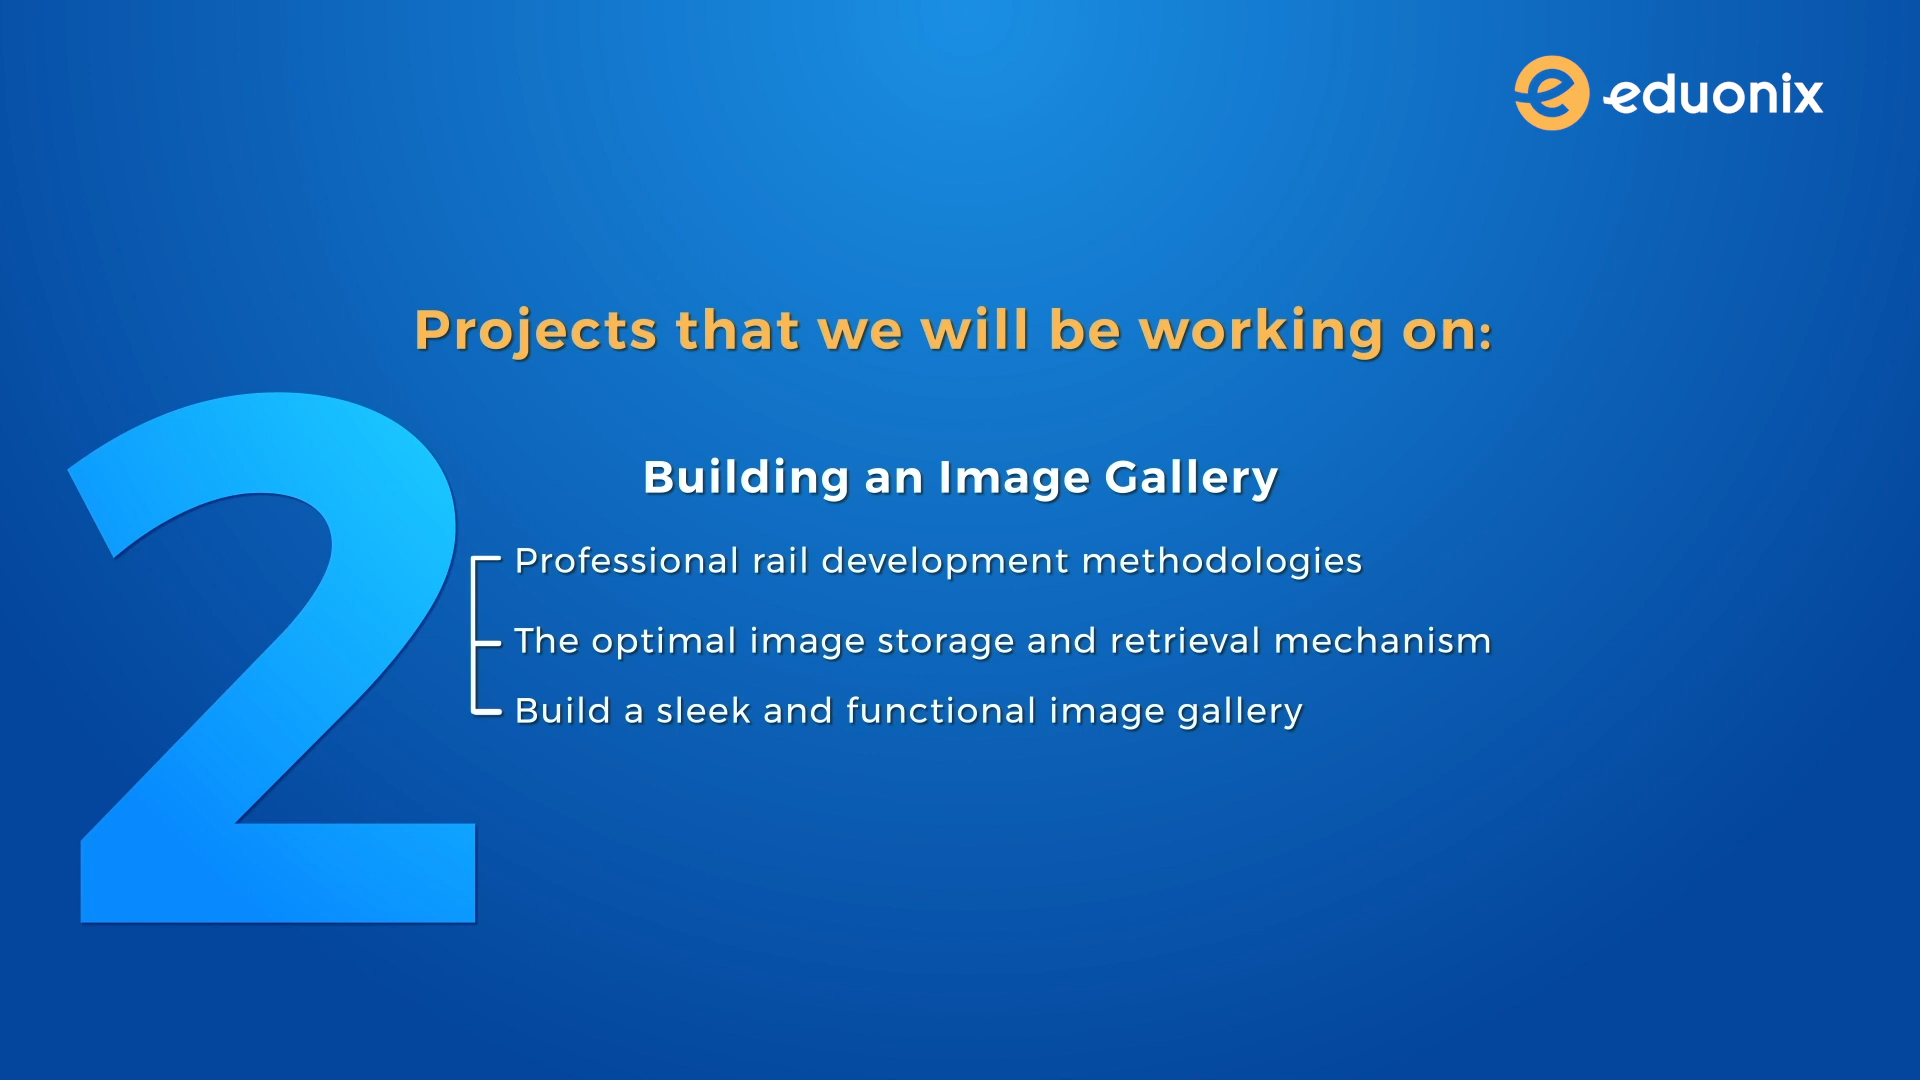 eduonix
Projects that we will be working on:
2
Building an Image Gallery
Professional rail development methodologies
The optimal image storage and retrieval mechanism
Build a sleek and functional image gallery